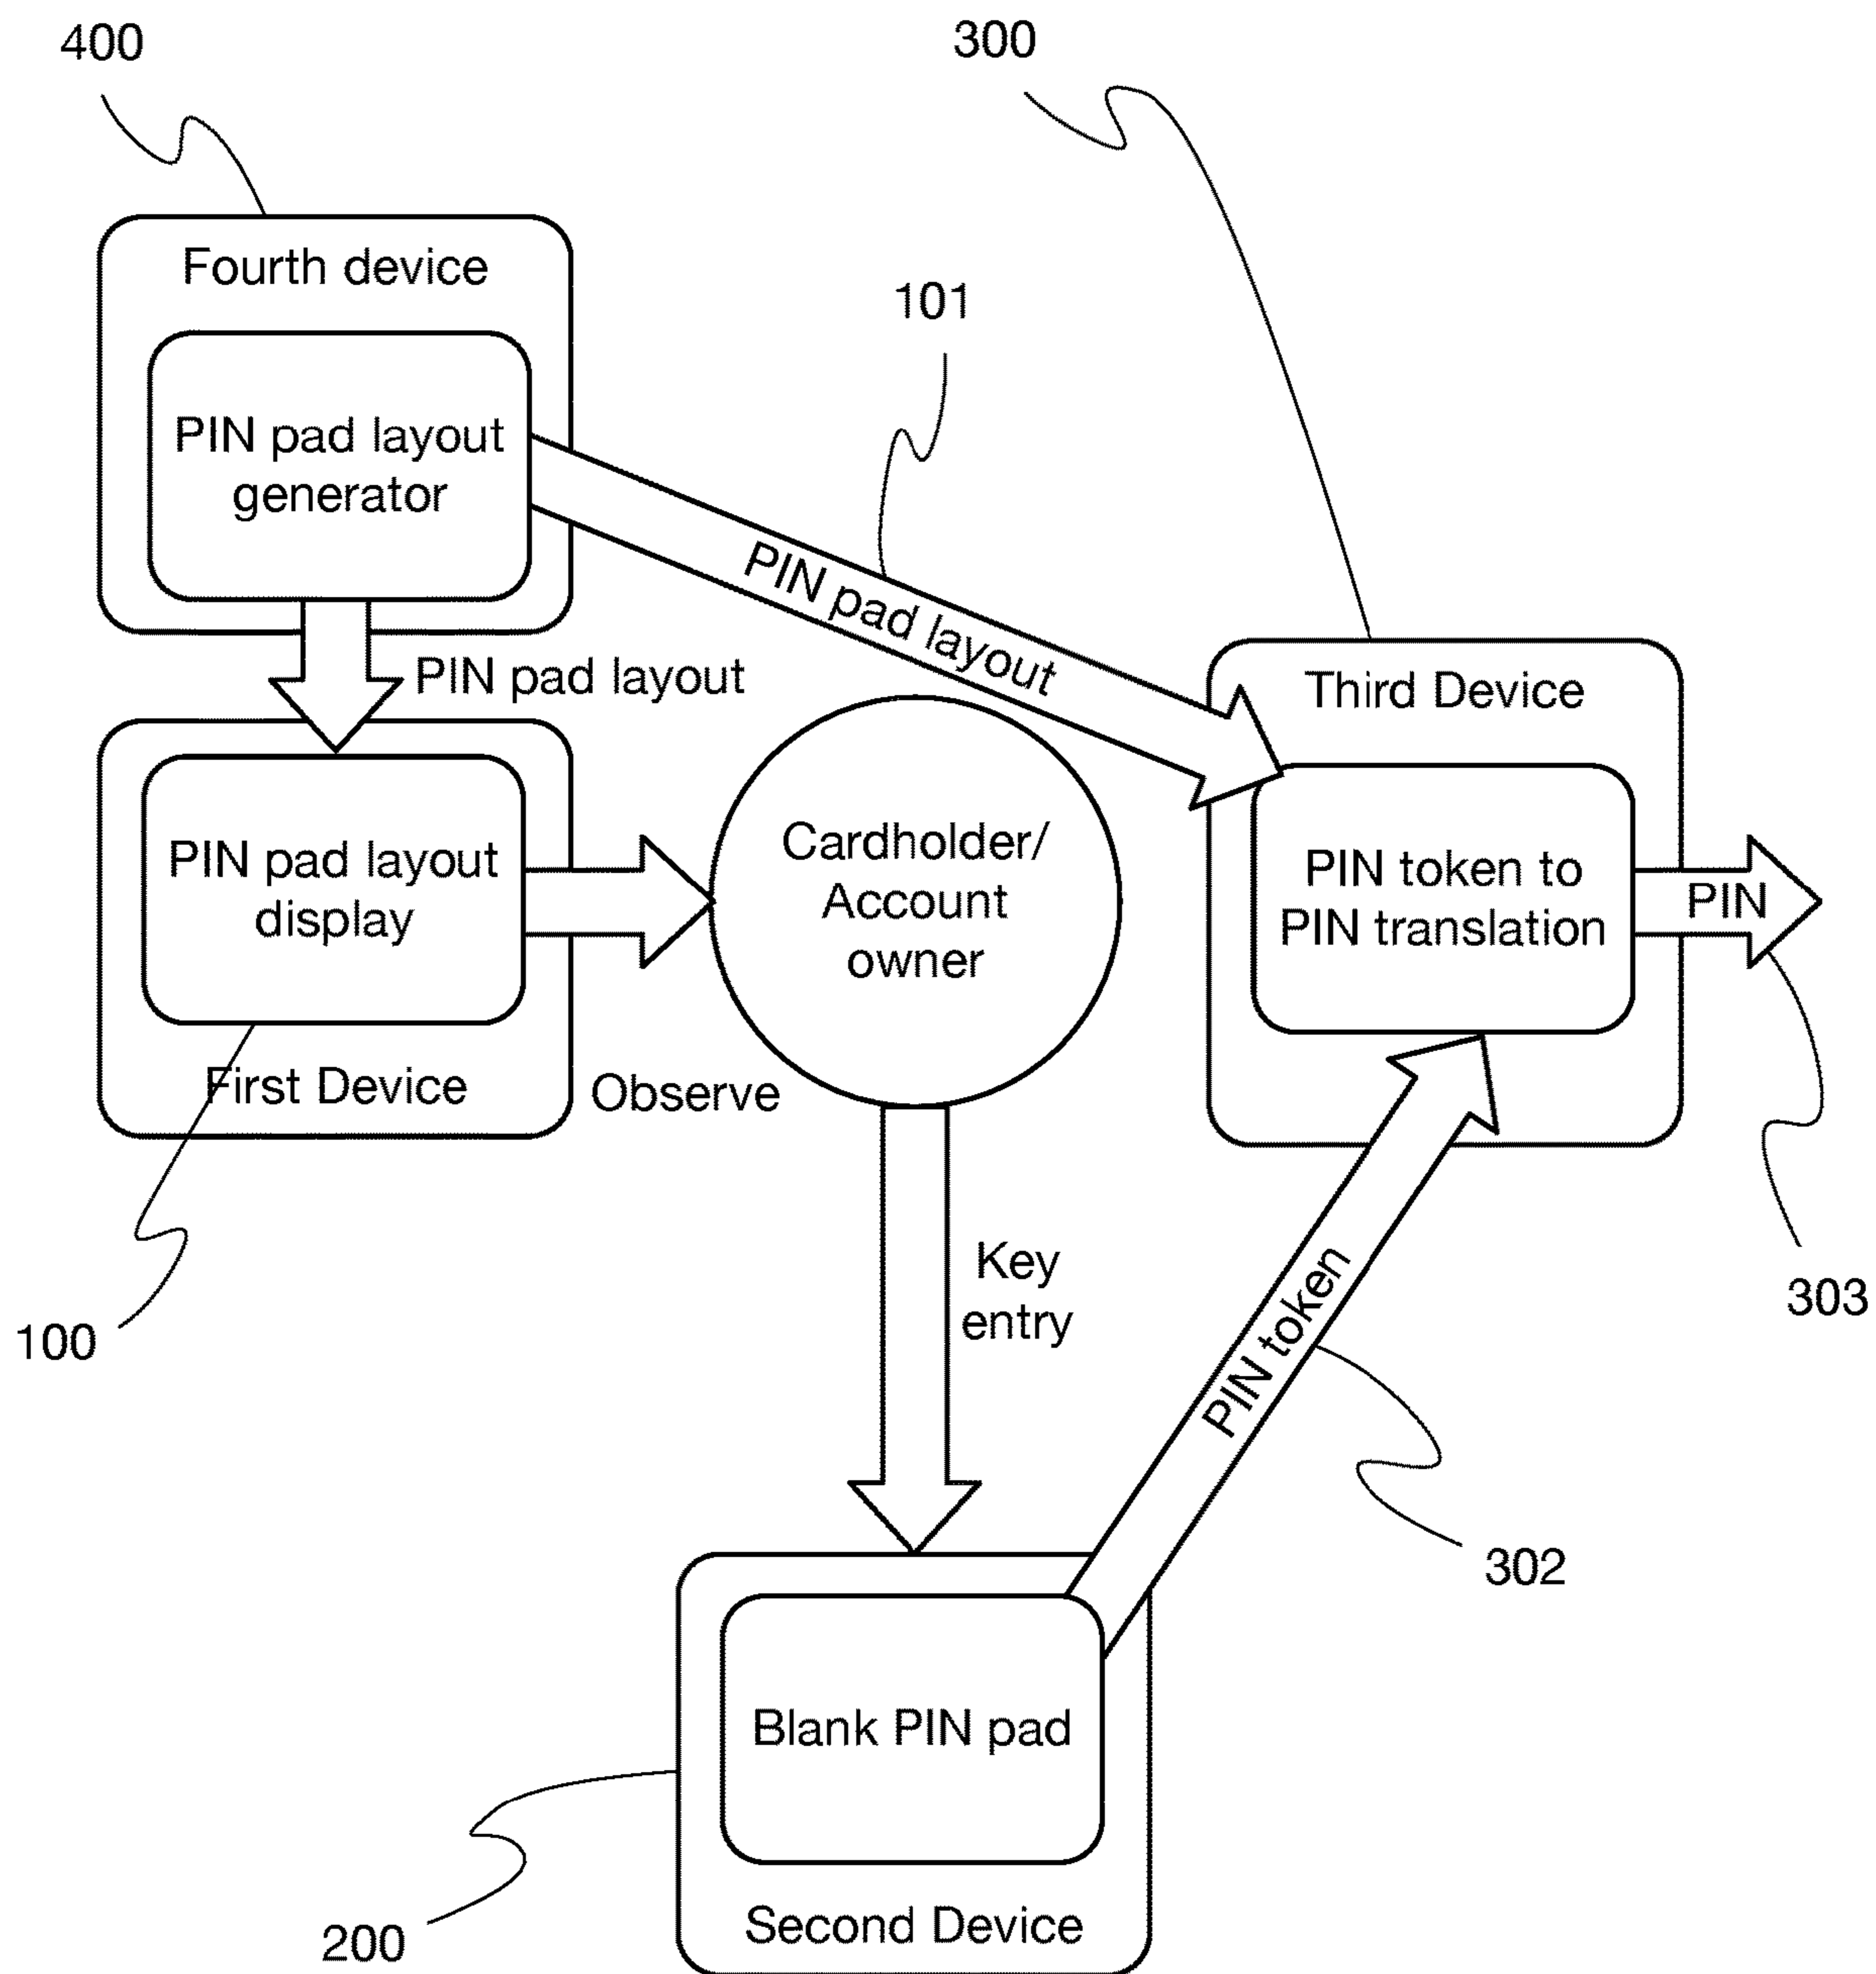 400
300
Fourth device
101
PIN pad layout
generator
PIN pad layout
PIN pad layout
Third Device
PIN pad layout
display
Cardholder/
Account
owner
PIN token to
PIN translation
PIN
First Device
Observe
Key
entry
303
100
PIN token
302
Blank PIN pad
200
Second Device